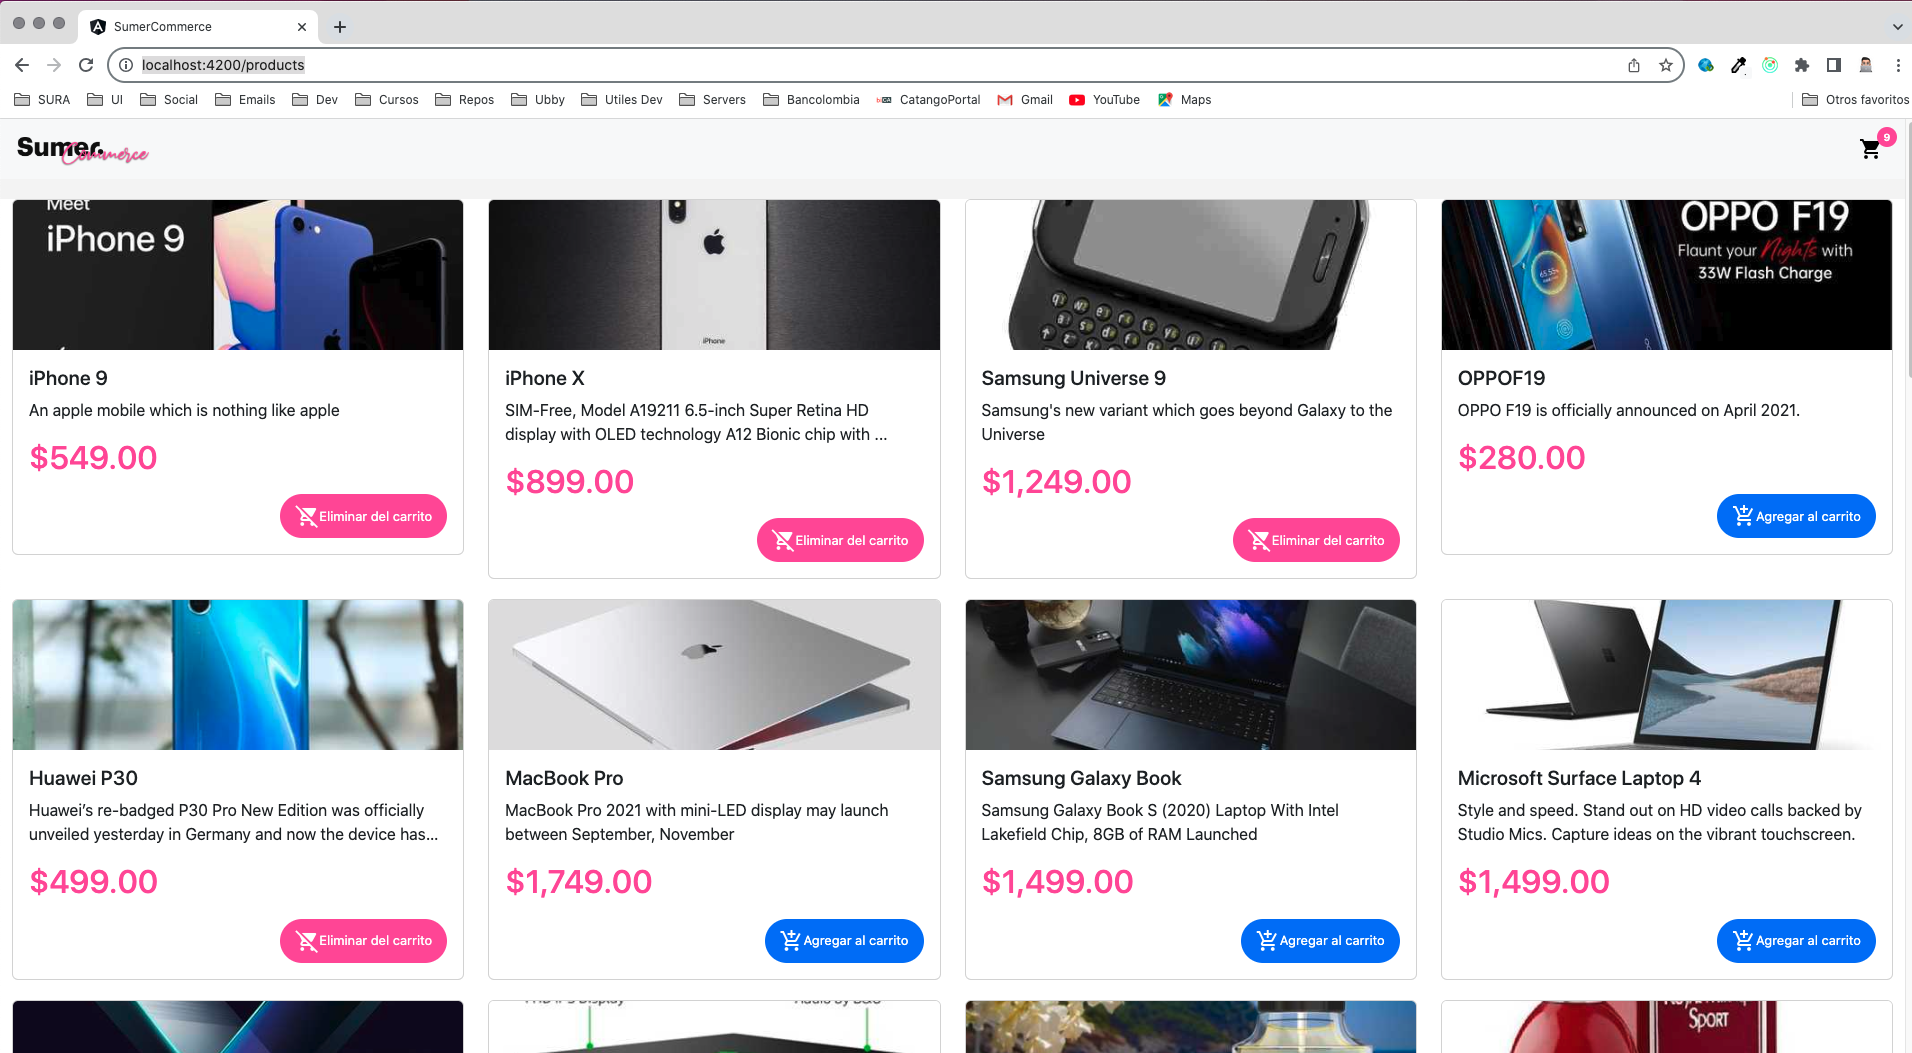 SumerCommerce
localhost:4200/products
SURA
UI
Social
Emails
Dev
Cursos
Repos
Ubby
Utiles Dev
Servers
Bancolombia
CatangoPortal
Gmail
YouTube
Maps
Otros favoritos
Sumer.
Commerce
9
Meet
iPhone 9
iPhone
OPPO F19
Flaunt your Nights with
33W Flash Charge
iPhone 9
An apple mobile which is nothing like apple
$549.00
Eliminar del carrito
iPhone X
SIM-Free, Model A19211 6.5-inch Super Retina HD
display with OLED technology A12 Bionic chip with ...
$899.00
Eliminar del carrito
Samsung Universe 9
Samsung's new variant which goes beyond Galaxy to the
Universe
$1,249.00
Eliminar del carrito
OPPOF19
OPPO F19 is officially announced on April 2021.
$280.00
Agregar al carrito
Huawei P30
Huawei’s re-badged P30 Pro New Edition was officially
unveiled yesterday in Germany and now the device has...
$499.00
Eliminar del carrito
MacBook Pro
MacBook Pro 2021 with mini-LED display may launch
between September, November
$1,749.00
Agregar al carrito
Samsung Galaxy Book
Samsung Galaxy Book S (2020) Laptop With Intel
Lakefield Chip, 8GB of RAM Launched
$1,499.00
Agregar al carrito
Microsoft Surface Laptop 4
Style and speed. Stand out on HD video calls backed by
Studio Mics. Capture ideas on the vibrant touchscreen.
$1,499.00
Agregar al carrito
SPORT